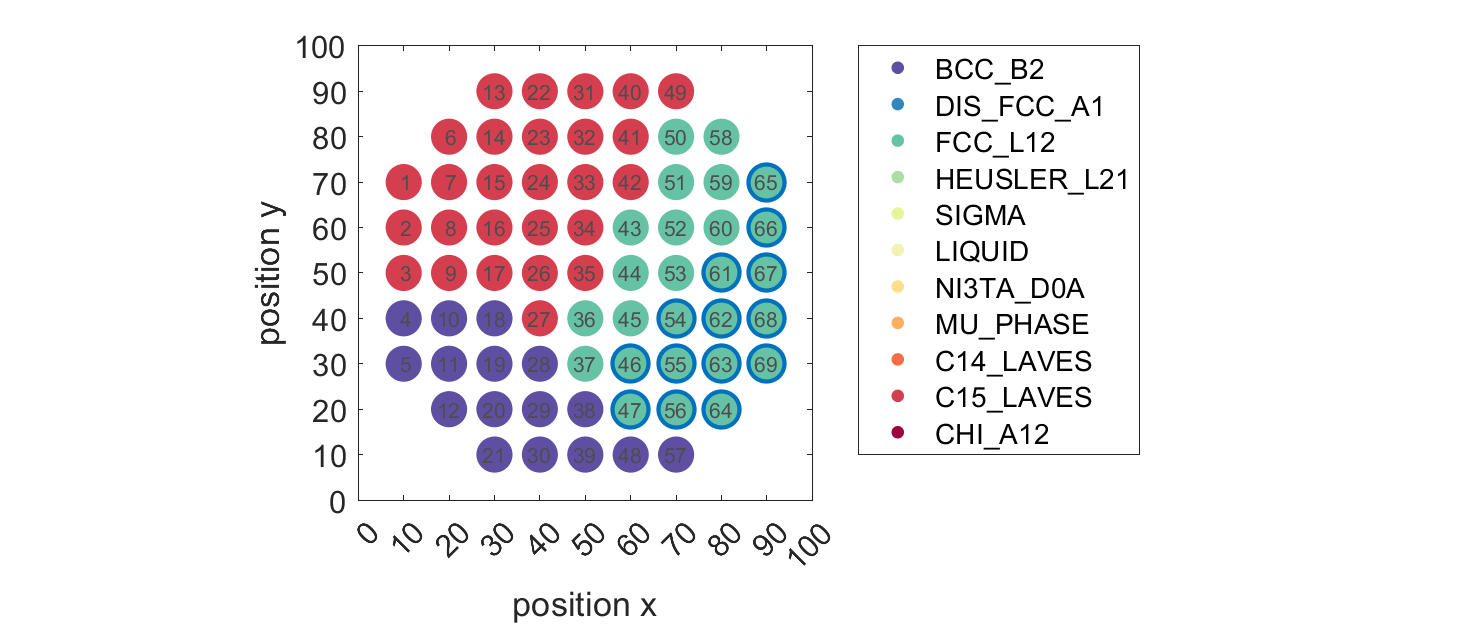 100
90
80
70
60
50
40
30
20
10
0
position y
13 22 31 40 49
6 14 23 32 41 50 58
1 7 15 24 33 42 51 59 65
2 8 16 25 34 43 52 60 66
3 9 17 26 35 44 53 61 67
4 10 18 27 36 45 54 62 68
5 11 19 28 37 46 55 63 69
12 20 29 38 47 56 64
21 30 39 48 57
0 10 20 30 40 50 60 70 80 90 100
position x
BCC_B2
DIS_FCC_A1
FCC_L12
HEUSLER_L21
SIGMA
LIQUID
NI3TA_D0A
MU_PHASE
C14_LAVES
C15_LAVES
CHI_A12